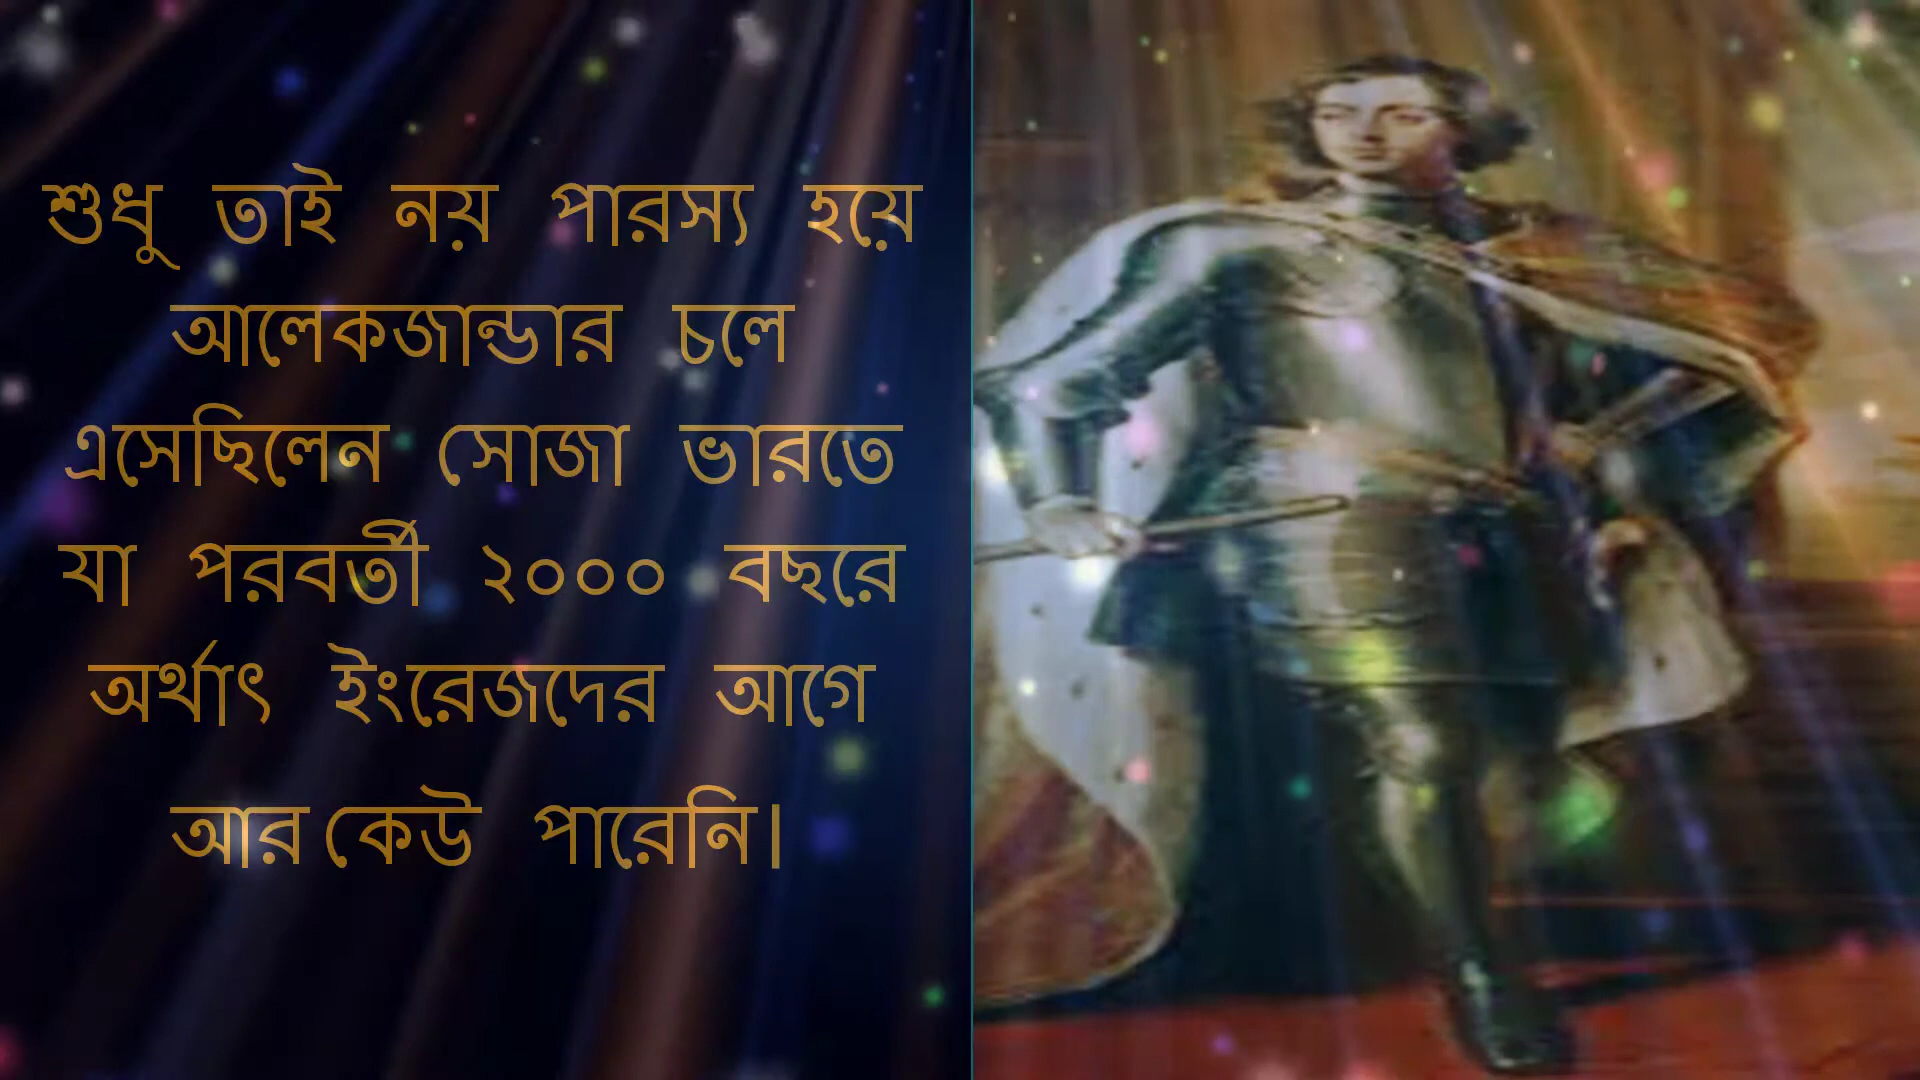 শুধু তাই নয় পারস্য হয়ে
আলেকজান্ডার চলে
এসেছিলেন সোজা ভারতে
যা পরবর্তী ২০০০ বছরে
অর্থাৎ ইংরেজদের আগে
আর কেউ পারেনি।